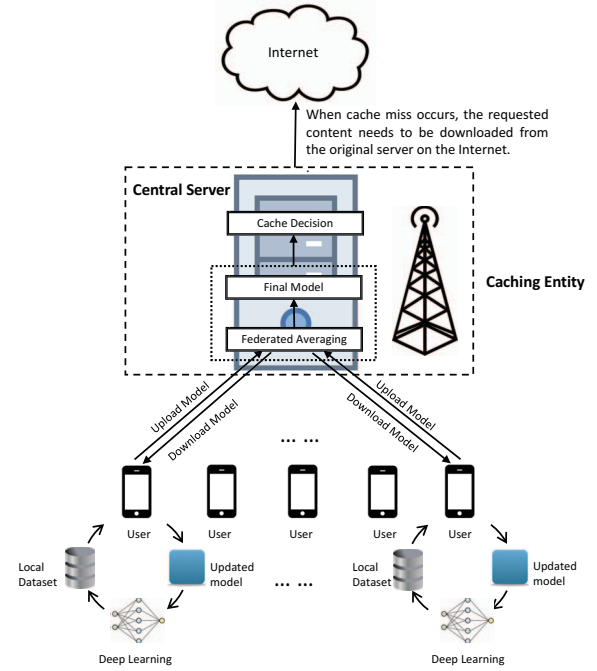 Internet
When cache miss occurs, the requested
content needs to be downloaded from
the original server on the Internet.
Central Server
Cache Decision
Final Model
Caching Entity
Federated Averaging
Upload Model
Download Model
Upload Model
Download Model
... ...
User
User
User
User
User
Local
Dataset
Updated
model
... ...
Local
Dataset
Updated
model
Deep Learning
Deep Learning